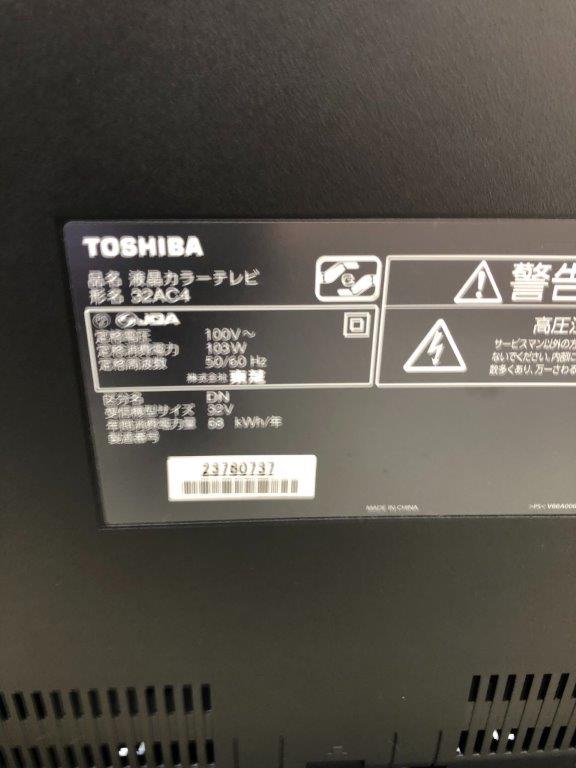 TOSHIBA
品名 液晶カラーテレビ
形名 32AC4
JQA
定格電圧 100V～
定格消費電力 103W
定格周波数 50/60 Hz
株式会社 東芝
区分名 DN
受信機型サイズ 32V
年間消費電力量 68 kWh/年
製造番号
23780737
警告
高圧注
サービスマン以外の方
ないでください。内部に
数多くあり、万一さわる
MADE IN CHINA
>PS<